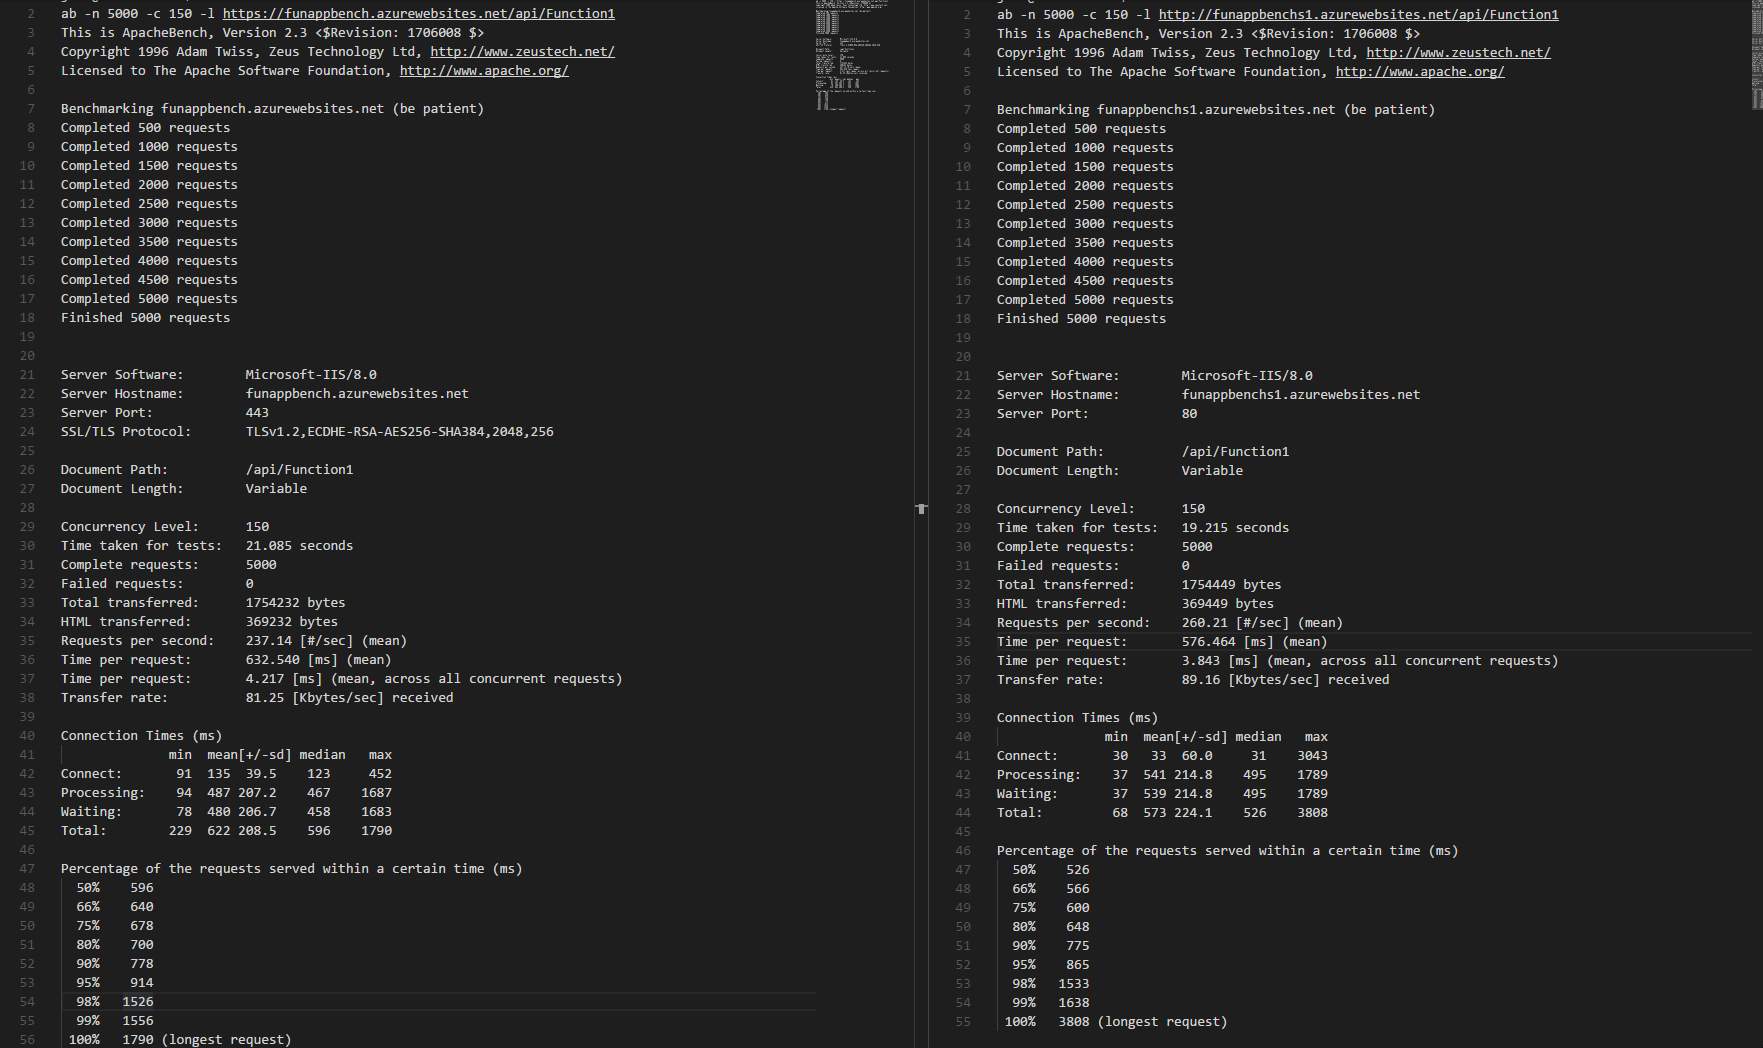 2 ab -n 5000 -c 150 -l https://funappbench.azurewebsites.net/api/Function1
3 This is ApacheBench, Version 2.3 <$Revision: 1706008 $>
4 Copyright 1996 Adam Twiss, Zeus Technology Ltd, http://www.zeustech.net/
5 Licensed to The Apache Software Foundation, http://www.apache.org/
6
7 Benchmarking funappbench.azurewebsites.net (be patient)
8 Completed 500 requests
9 Completed 1000 requests
10 Completed 1500 requests
11 Completed 2000 requests
12 Completed 2500 requests
13 Completed 3000 requests
14 Completed 3500 requests
15 Completed 4000 requests
16 Completed 4500 requests
17 Completed 5000 requests
18 Finished 5000 requests
19
20
21 Server Software: Microsoft-IIS/8.0
22 Server Hostname: funappbench.azurewebsites.net
23 Server Port: 443
24 SSL/TLS Protocol: TLSv1.2,ECDHE-RSA-AES256-SHA384,2048,256
25
26 Document Path: /api/Function1
27 Document Length: Variable
28
29 Concurrency Level: 150
30 Time taken for tests: 21.085 seconds
31 Complete requests: 5000
32 Failed requests: 0
33 Total transferred: 1754232 bytes
34 HTML transferred: 369232 bytes
35 Requests per second: 237.14 [#/sec] (mean)
36 Time per request: 632.540 [ms] (mean)
37 Time per request: 4.217 [ms] (mean, across all concurrent requests)
38 Transfer rate: 81.25 [Kbytes/sec] received
39
40 Connection Times (ms)
41 min mean[+/-sd] median max
42 Connect: 91 135 39.5 123 452
43 Processing: 94 487 207.2 467 1687
44 Waiting: 78 480 206.7 458 1683
45 Total: 229 622 208.5 596 1790
46
47 Percentage of the requests served within a certain time (ms)
48 50% 596
49 66% 640
50 75% 678
51 80% 700
52 90% 778
53 95% 914
54 98% 1526
55 99% 1556
56 100% 1790 (longest request)
2 ab -n 5000 -c 150 -l http://funappbenchs1.azurewebsites.net/api/Function1
3 This is ApacheBench, Version 2.3 <$Revision: 1706008 $>
4 Copyright 1996 Adam Twiss, Zeus Technology Ltd, http://www.zeustech.net/
5 Licensed to The Apache Software Foundation, http://www.apache.org/
6
7 Benchmarking funappbenchs1.azurewebsites.net (be patient)
8 Completed 500 requests
9 Completed 1000 requests
10 Completed 1500 requests
11 Completed 2000 requests
12 Completed 2500 requests
13 Completed 3000 requests
14 Completed 3500 requests
15 Completed 4000 requests
16 Completed 4500 requests
17 Completed 5000 requests
18 Finished 5000 requests
19
20
21 Server Software: Microsoft-IIS/8.0
22 Server Hostname: funappbenchs1.azurewebsites.net
23 Server Port: 80
24
25 Document Path: /api/Function1
26 Document Length: Variable
27
28 Concurrency Level: 150
29 Time taken for tests: 19.215 seconds
30 Complete requests: 5000
31 Failed requests: 0
32 Total transferred: 1754449 bytes
33 HTML transferred: 369449 bytes
34 Requests per second: 260.21 [#/sec] (mean)
35 Time per request: 576.464 [ms] (mean)
36 Time per request: 3.843 [ms] (mean, across all concurrent requests)
37 Transfer rate: 89.16 [Kbytes/sec] received
38
39 Connection Times (ms)
40 min mean[+/-sd] median max
41 Connect: 30 33 60.0 31 3043
42 Processing: 37 541 214.8 495 1789
43 Waiting: 37 539 214.8 495 1789
44 Total: 68 573 224.1 526 3808
45
46 Percentage of the requests served within a certain time (ms)
47 50% 526
48 66% 566
49 75% 600
50 80% 648
51 90% 775
52 95% 865
53 98% 1533
54 99% 1638
55 100% 3808 (longest request)